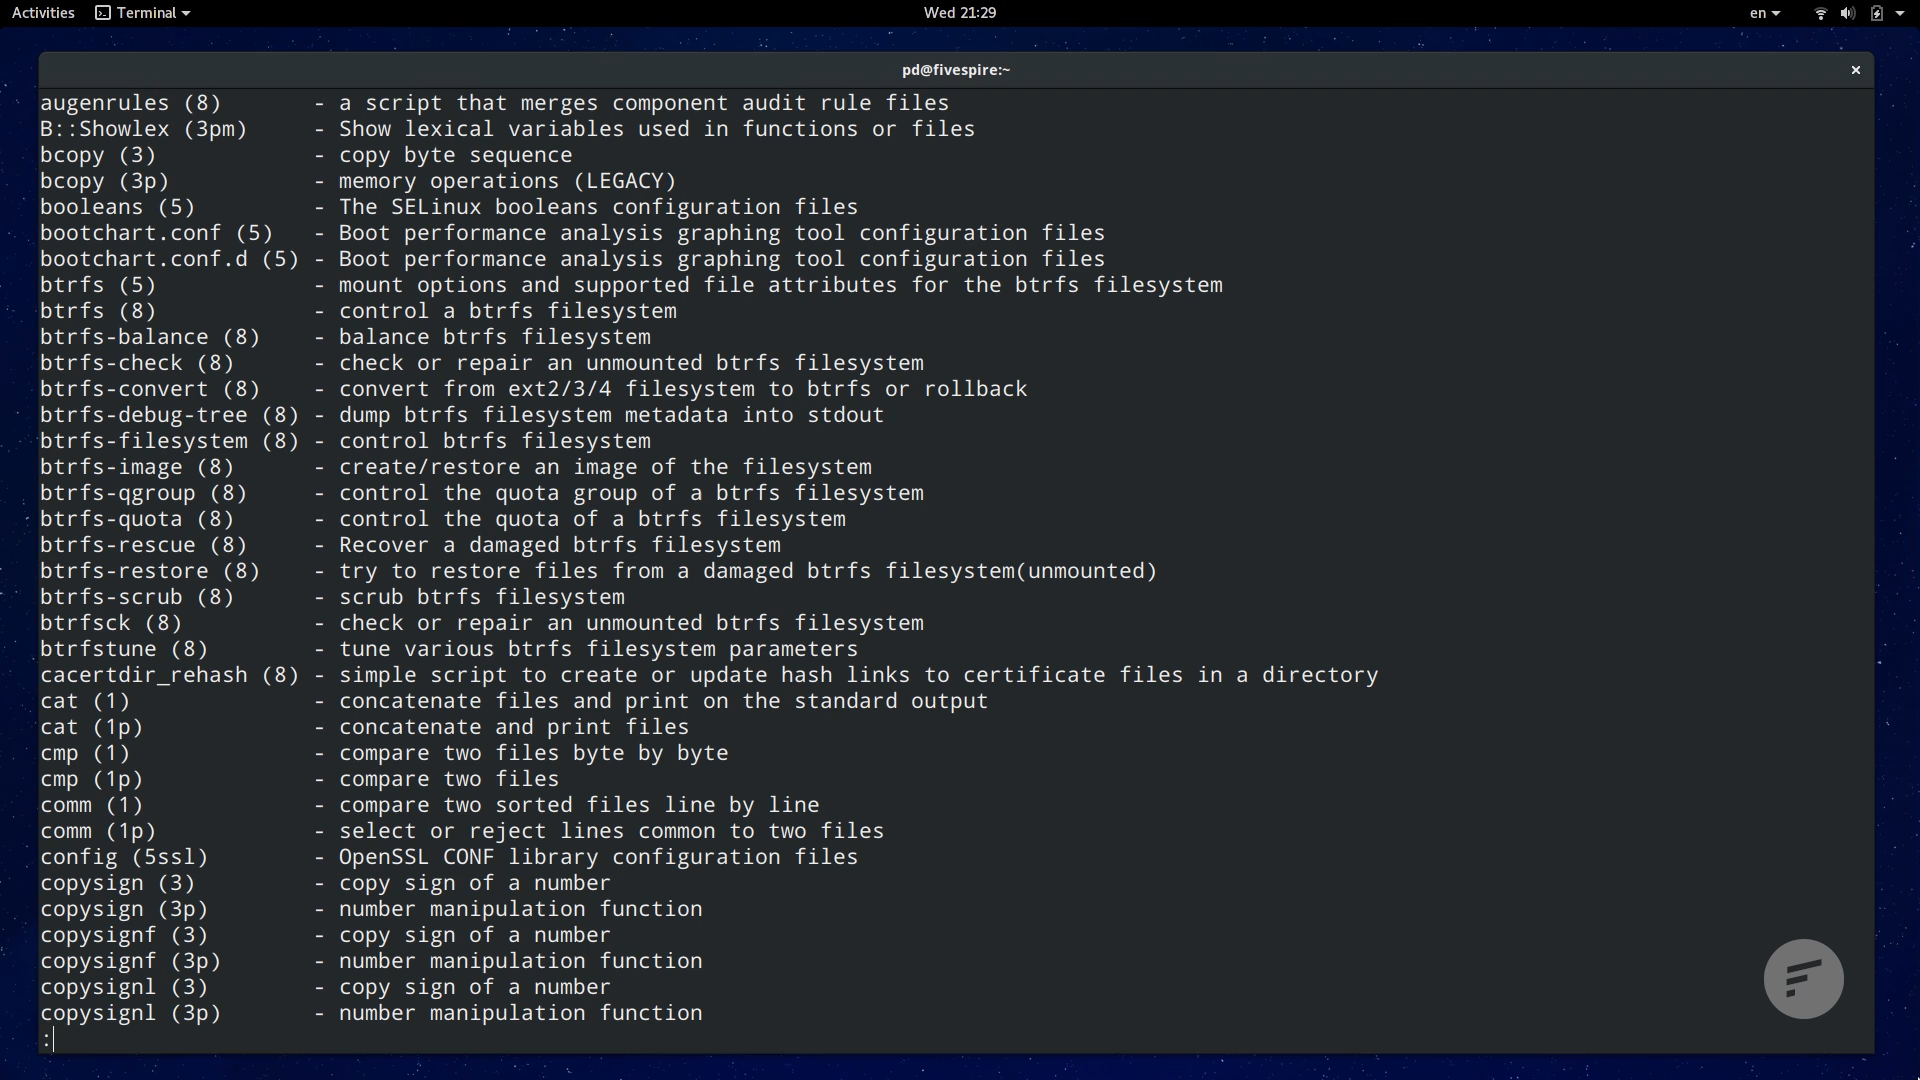 Activities Terminal Wed 21:29 en
pd@fivespire:~
augenrules (8) - a script that merges component audit rule files
B::Showlex (3pm) - Show lexical variables used in functions or files
bcopy (3) - copy byte sequence
bcopy (3p) - memory operations (LEGACY)
booleans (5) - The SELinux booleans configuration files
bootchart.conf (5) - Boot performance analysis graphing tool configuration files
bootchart.conf.d (5) - Boot performance analysis graphing tool configuration files
btrfs (5) - mount options and supported file attributes for the btrfs filesystem
btrfs (8) - control a btrfs filesystem
btrfs-balance (8) - balance btrfs filesystem
btrfs-check (8) - check or repair an unmounted btrfs filesystem
btrfs-convert (8) - convert from ext2/3/4 filesystem to btrfs or rollback
btrfs-debug-tree (8) - dump btrfs filesystem metadata into stdout
btrfs-filesystem (8) - control btrfs filesystem
btrfs-image (8) - create/restore an image of the filesystem
btrfs-qgroup (8) - control the quota group of a btrfs filesystem
btrfs-quota (8) - control the quota of a btrfs filesystem
btrfs-rescue (8) - Recover a damaged btrfs filesystem
btrfs-restore (8) - try to restore files from a damaged btrfs filesystem(unmounted)
btrfs-scrub (8) - scrub btrfs filesystem
btrfsck (8) - check or repair an unmounted btrfs filesystem
btrfstune (8) - tune various btrfs filesystem parameters
cacertdir_rehash (8) - simple script to create or update hash links to certificate files in a directory
cat (1) - concatenate files and print on the standard output
cat (1p) - concatenate and print files
cmp (1) - compare two files byte by byte
cmp (1p) - compare two files
comm (1) - compare two sorted files line by line
comm (1p) - select or reject lines common to two files
config (5ssl) - OpenSSL CONF library configuration files
copysign (3) - copy sign of a number
copysign (3p) - number manipulation function
copysignf (3) - copy sign of a number
copysignf (3p) - number manipulation function
copysignl (3) - copy sign of a number
copysignl (3p) - number manipulation function
: